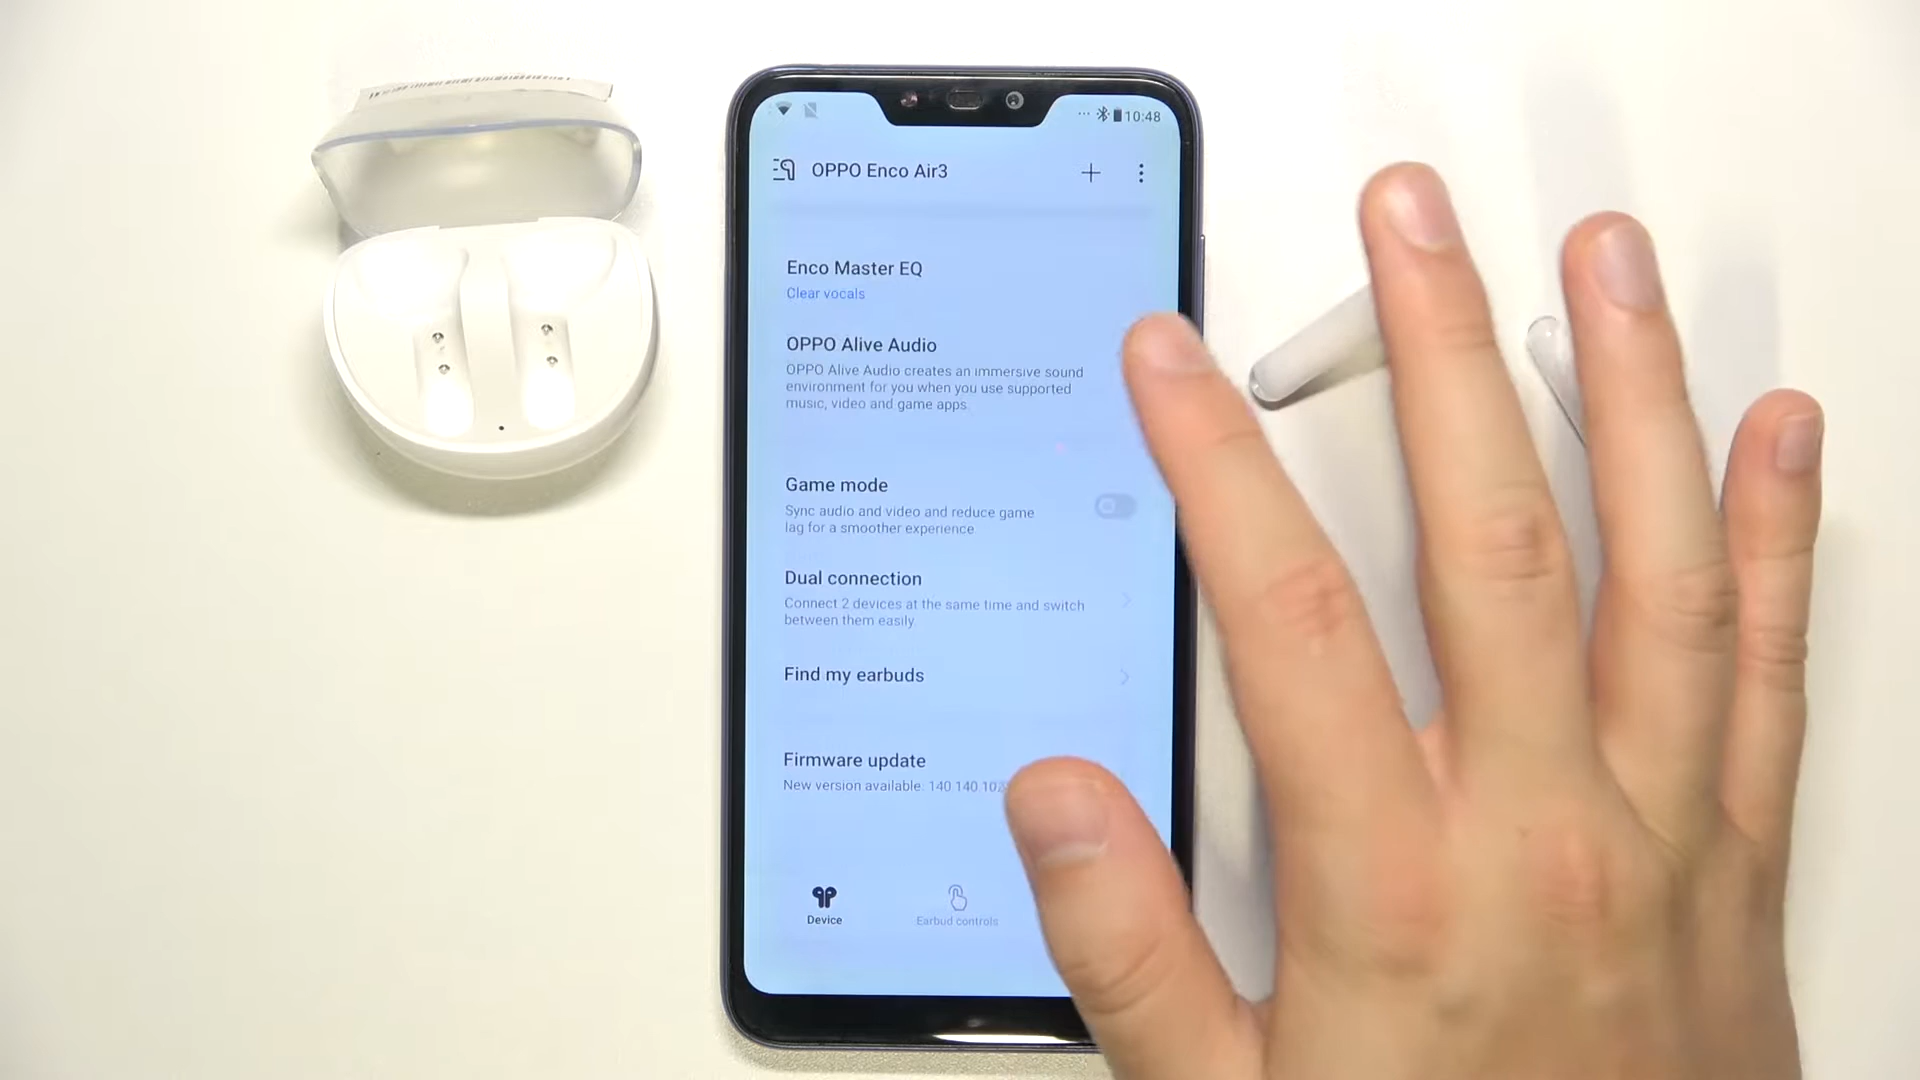 10:48
OPPO Enco Air3
Enco Master EQ
Clear vocals
OPPO Alive Audio
OPPO Alive Audio creates an immersive sound
environment for you when you use supported
music, video and game apps.
Game mode
Sync audio and video and reduce game
lag for a smoother experience
Dual connection
Connect 2 devices at the same time and switch
between them easily
Find my earbuds
Firmware update
New version available: 140.140.10
Device
Earbud controls